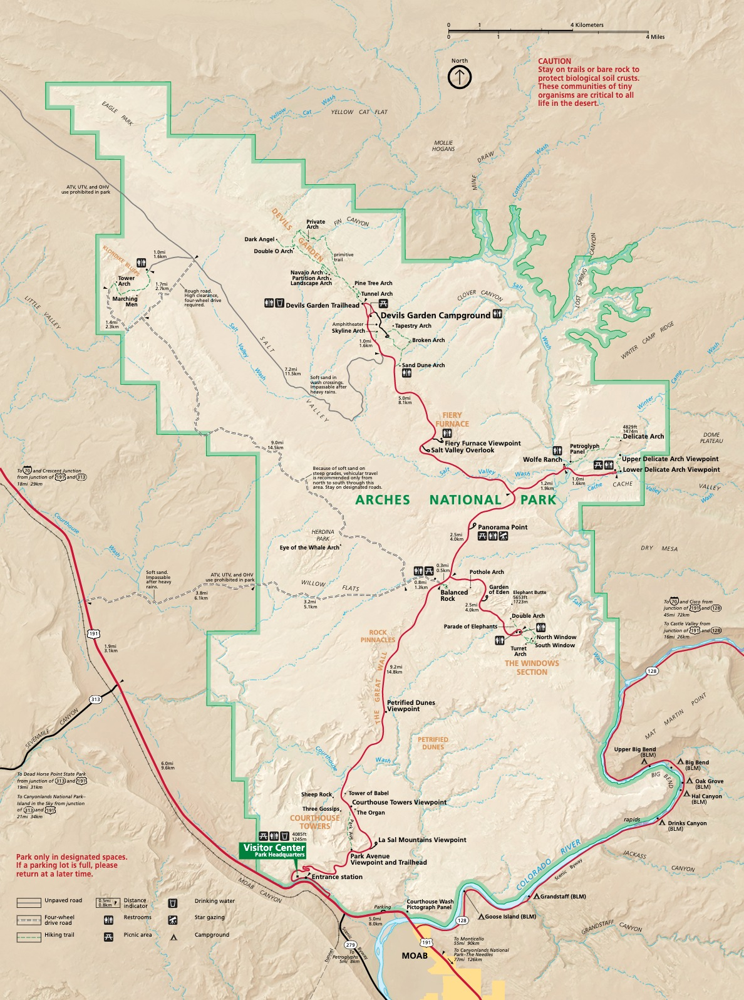 0 1 4 Kilometers
0 1 4 Miles
North
CAUTION
Stay on trails or bare rock to
protect biological soil crusts.
These communities of tiny
organisms are critical to all
life in the desert.
EAGLE PARK
Yellow Cat Wash
YELLOW CAT FLAT
MOLLIE
HOGANS
MINE DRAW
Cottonwood Wash
ATV, UTV, and OHV
use prohibited in park
DEVILS
GARDEN
Private
Arch
FIN CANYON
Dark Angel
Double O Arch
primitive
trail
Navajo Arch
Partition Arch
Landscape Arch
Pine Tree Arch
Tunnel Arch
Devils Garden Trailhead
Devils Garden Campground
Amphitheater
Skyline Arch
Tapestry Arch
Broken Arch
Sand Dune Arch
1.0mi
1.6km
CLOVER CANYON
Salt
Wash
LOST SPRING CANYON
WINTER CAMP RIDGE
Winter Camp Wash
KLONDIKE BLUFFS
1.0mi
1.6km
Tower
Arch
Marching
Men
1.7mi
2.7km
1.4mi
2.3km
Rough road.
High clearance,
four-wheel drive
required.
LITTLE VALLEY
Salt
Valley
Wash
SALT
VALLEY
7.2mi
11.5km
Soft sand in
wash crossings.
Impassable after
heavy rains.
5.0mi
8.1km
FIERY
FURNACE
Fiery Furnace Viewpoint
Salt Valley Overlook
9.0mi
14.5km
Because of soft sand on
steep grades, vehicular travel
is recommended only from
north to south through this
area. Stay on designated roads.
Salt Valley Wash
4829ft
1474m
Delicate Arch
Petroglyph
Panel
Wolfe Ranch
Upper Delicate Arch Viewpoint
Lower Delicate Arch Viewpoint
1.2mi
1.9km
1.0mi
1.6km
Cache
CACHE
Valley
VALLEY
Wash
DOME
PLATEAU
ARCHES NATIONAL PARK
To 70 and Crescent Junction
from junction of 191 and 313
18mi 29km
Courthouse
Wash
Panorama Point
2.5mi
4.0km
HERDINA
PARK
Eye of the Whale Arch
DRY MESA
Soft sand.
Impassable
after heavy
rains.
ATV, UTV, and OHV
use prohibited in park
3.8mi
6.1km
WILLOW FLATS
3.2mi
5.1km
0.3mi
0.5km
0.8mi
1.3km
Balanced
Rock
Pothole Arch
Garden
of Eden
Elephant Butte
5653ft
1723m
2.5mi
4.0km
Double Arch
Parade of Elephants
North Window
South Window
Turret
Arch
THE WINDOWS
SECTION
Salt
Wash
To 70 and Cisco from
junction of 191 and 128
45mi 72km
To Castle Valley from
junction of 191 and 128
16mi 26km
128
191
1.9mi
3.1km
ROCK
PINNACLES
THE GREAT WALL
9.2mi
14.8km
Petrified Dunes
Viewpoint
PETRIFIED
DUNES
313
SEVENMILE CANYON
MAT MARTIN POINT
6.0mi
9.6km
Courthouse
Wash
To Dead Horse Point State Park
from junction of 313 and 191
19mi 31km
To Canyonlands National Park–
Island in the Sky from junction
of 313 and 191
21mi 34km
Upper Big Bend
(BLM)
Big Bend
(BLM)
BIG BEND
Oak Grove
(BLM)
Hal Canyon
(BLM)
rapids
Drinks Canyon
(BLM)
Sheep Rock
Tower of Babel
Courthouse Towers Viewpoint
Three Gossips
The Organ
COURTHOUSE
TOWERS
Park Ave
La Sal Mountains Viewpoint
4085ft
1245m
Visitor Center
Park Headquarters
Park Avenue
Viewpoint and Trailhead
Entrance station
COLORADO RIVER
Scenic Byway
JACKASS CANYON
Park only in designated spaces.
If a parking lot is full, please
return at a later time.
MOAB CANYON
Unpaved road
0.5mi
0.8km
Distance
indicator
Drinking water
Four-wheel
drive road
Restrooms
Star gazing
Hiking trail
Picnic area
Campground
Parking
5.0mi
8.0km
Courthouse Wash
Pictograph Panel
Grandstaff (BLM)
Goose Island (BLM)
128
GRANDSTAFF CANYON
Scenic Byway
279
To
Petroglyphs
5mi 8km
tunnel
191
MOAB
To Monticello
55mi 90km
To Canyonlands National
Park–The Needles
77mi 126km